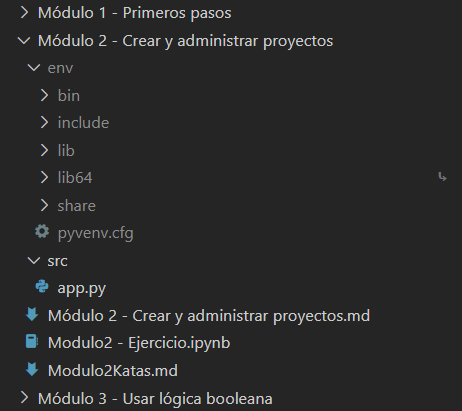 Módulo 1 - Primeros pasos
Módulo 2 - Crear y administrar proyectos
env
bin
include
lib
lib64
share
pyvenv.cfg
src
app.py
Módulo 2 - Crear y administrar proyectos.md
Modulo2 - Ejercicio.ipynb
Modulo2Katas.md
Módulo 3 - Usar lógica booleana